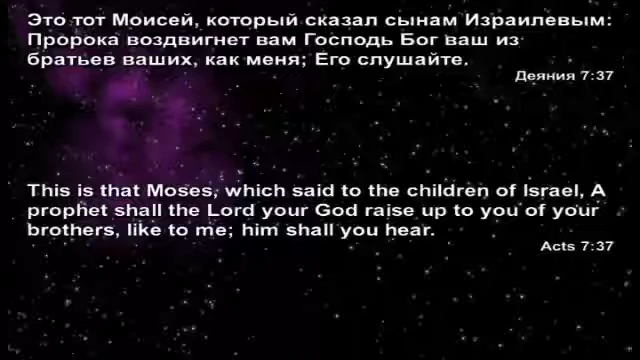 Это тот Моисей, который сказал сынам Израилевым:
Пророка воздвигнет вам Господь Бог ваш из
братьев ваших, как меня; Его слушайте.
Деяния 7:37
This is that Moses, which said to the children of Israel, A
prophet shall the Lord your God raise up to you of your
brothers, like to me; him shall you hear.
Acts 7:37